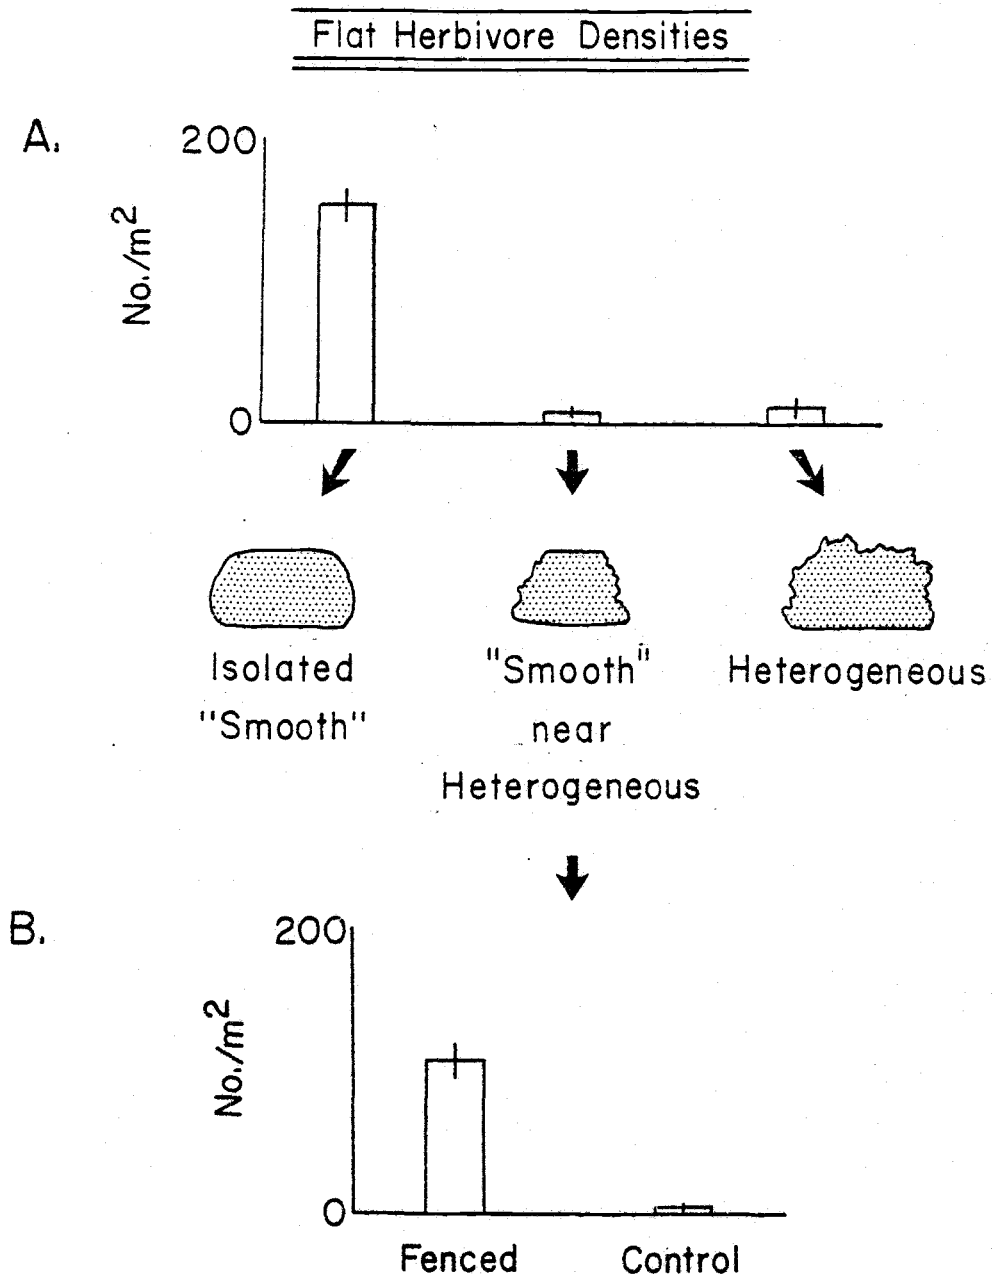 Flat Herbivore Densities
A.
200
No./m²
0
Isolated
"Smooth"
"Smooth"
near
Heterogeneous
Heterogeneous
B.
200
No./m²
0
Fenced
Control